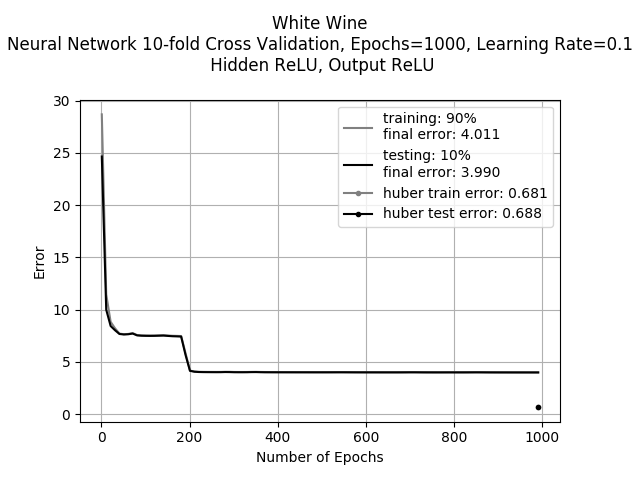 White Wine
Neural Network 10-fold Cross Validation, Epochs=1000, Learning Rate=0.1
Hidden ReLU, Output ReLU
30
25
20
15
10
5
0
Error
training: 90%
final error: 4.011
testing: 10%
final error: 3.990
huber train error: 0.681
huber test error: 0.688
0 200 400 600 800 1000
Number of Epochs